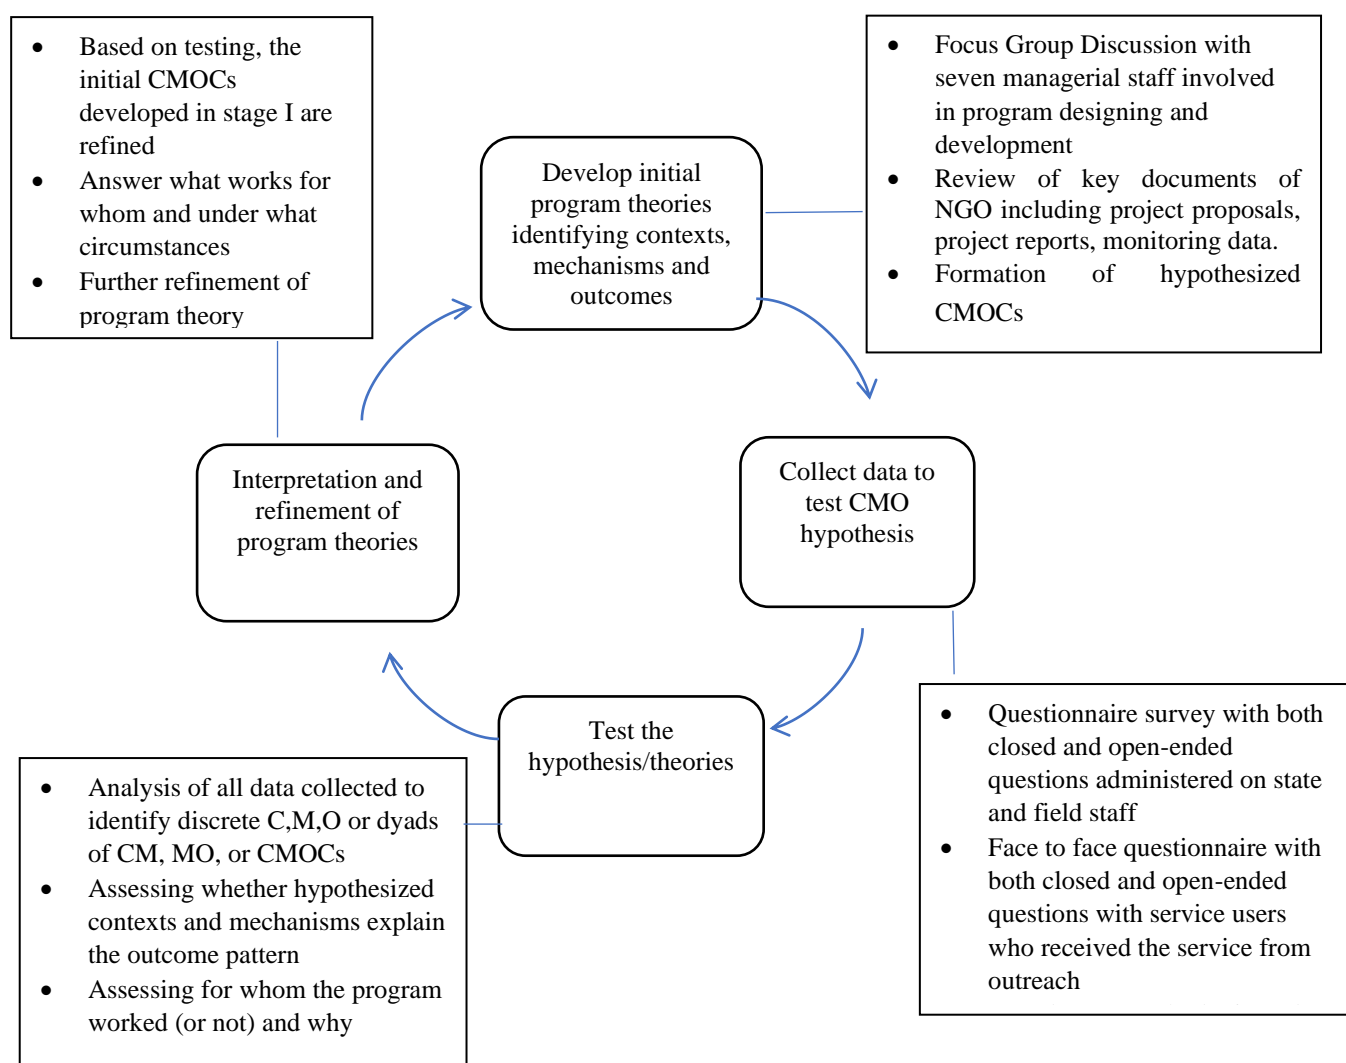 • Based on testing, the
initial CMOCs
developed in stage I are
refined
• Answer what works for
whom and under what
circumstances
• Further refinement of
program theory
Develop initial
program theories
identifying contexts,
mechanisms and
outcomes
• Focus Group Discussion with
seven managerial staff involved
in program designing and
development
• Review of key documents of
NGO including project proposals,
project reports, monitoring data.
• Formation of hypothesized
CMOCs
Interpretation and
refinement of
program theories
Collect data to
test CMO
hypothesis
Test the
hypothesis/theories
• Analysis of all data collected to
identify discrete C,M,O or dyads
of CM, MO, or CMOCs
• Assessing whether hypothesized
contexts and mechanisms explain
the outcome pattern
• Assessing for whom the program
worked (or not) and why
• Questionnaire survey with both
closed and open-ended
questions administered on state
and field staff
• Face to face questionnaire with
both closed and open-ended
questions with service users
who received the service from
outreach